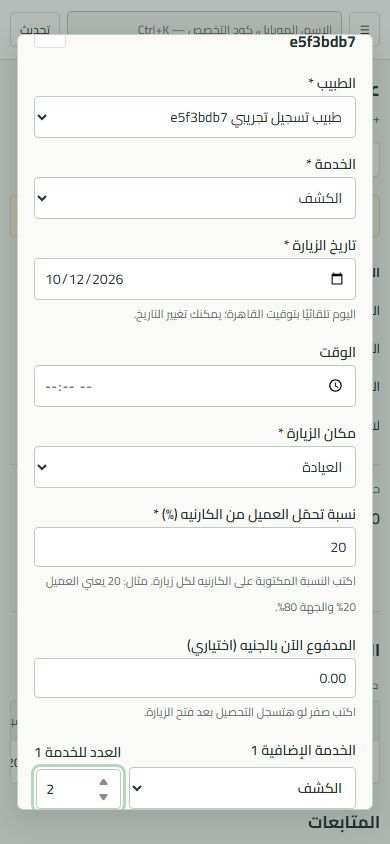 ☰
الاسم، الموبايل، كود التخصص — Ctrl+K
تحديث
e5f3bdb7
الطبيب *
طبيب تسجيل تجريبي e5f3bdb7
الخدمة *
الكشف
تاريخ الزيارة *
10/12/2026
اليوم تلقائيًا بتوقيت القاهرة؛ يمكنك تغيير التاريخ.
الوقت
--:-- --
مكان الزيارة *
العيادة
نسبة تحمّل العميل من الكارنيه (%) *
20
اكتب النسبة المكتوبة على الكارنيه لكل زيارة. مثال: 20 يعني العميل
20% والجهة 80%.
المدفوع الآن بالجنيه (اختياري)
0.00
اكتب صفر لو هتسجل التحصيل بعد فتح الزيارة.
الخدمة الإضافية 1
العدد للخدمة 1
الكشف
2
المتابعات